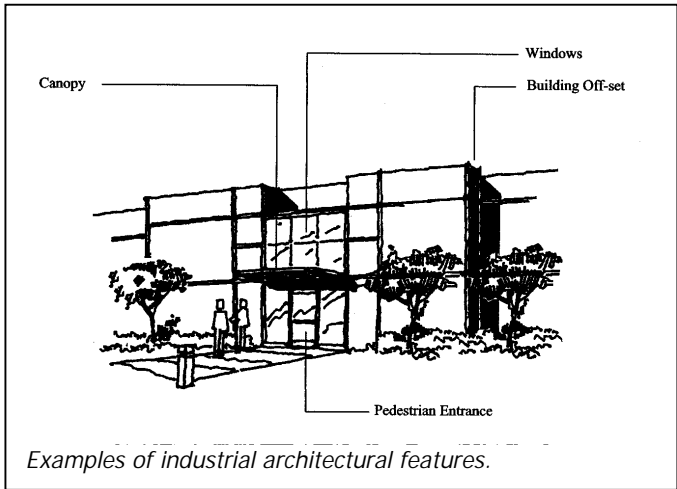 Windows
Canopy
Building Off-set
Pedestrian Entrance
Examples of industrial architectural features.